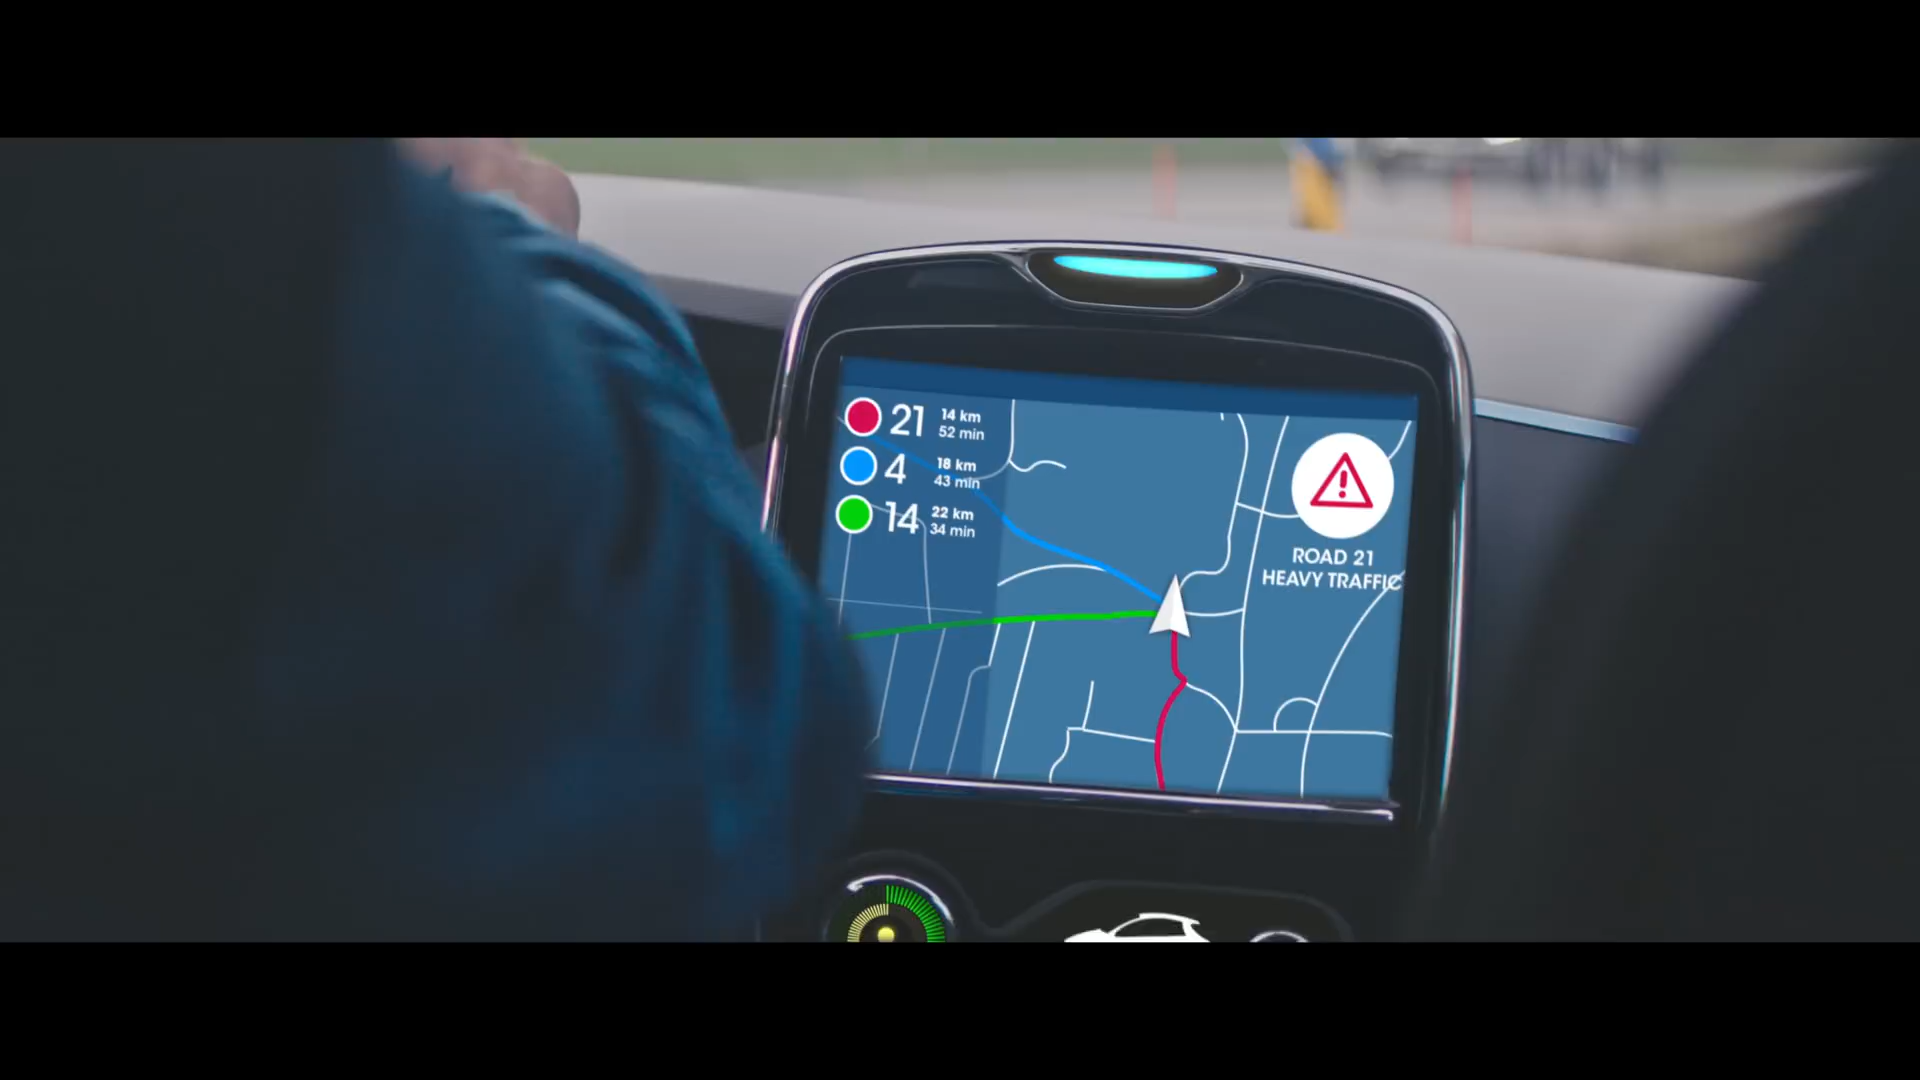 21 14 km
52 min
4 18 km
43 min
14 22 km
34 min
ROAD 21
HEAVY TRAFFIC